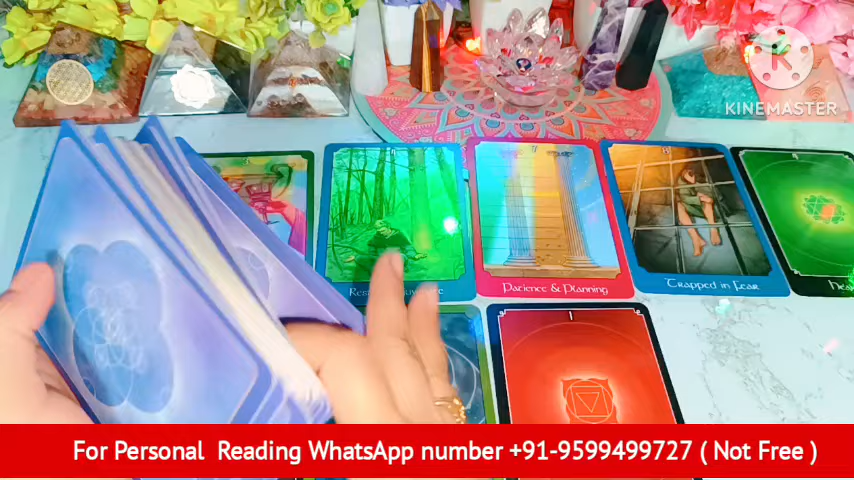 KINEMASTER
Patience & Planning
Trapped in Fear
For Personal Reading WhatsApp number +91-9599499727 ( Not Free )